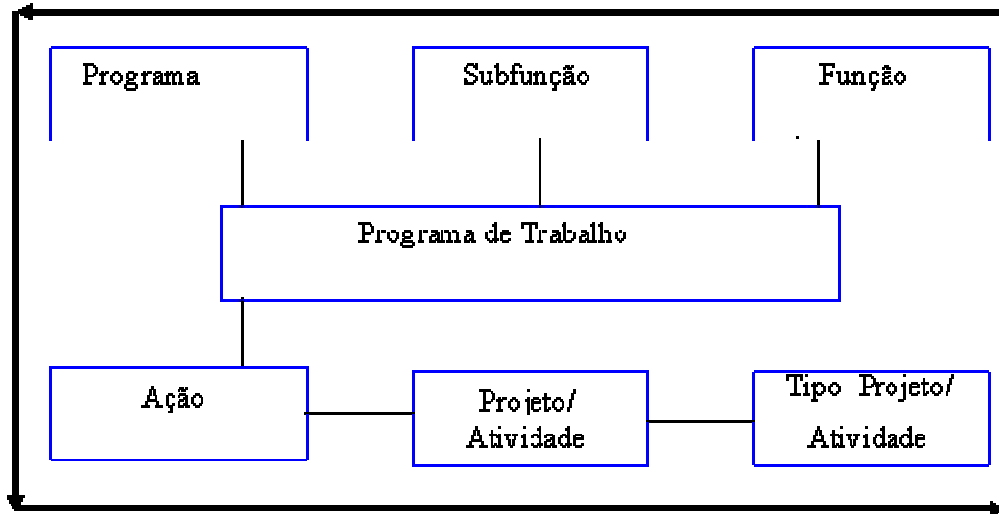 Programa
Subfunção
Função
Programa de Trabalho
Ação
Projeto/
Atividade
Tipo Projeto/
Atividade